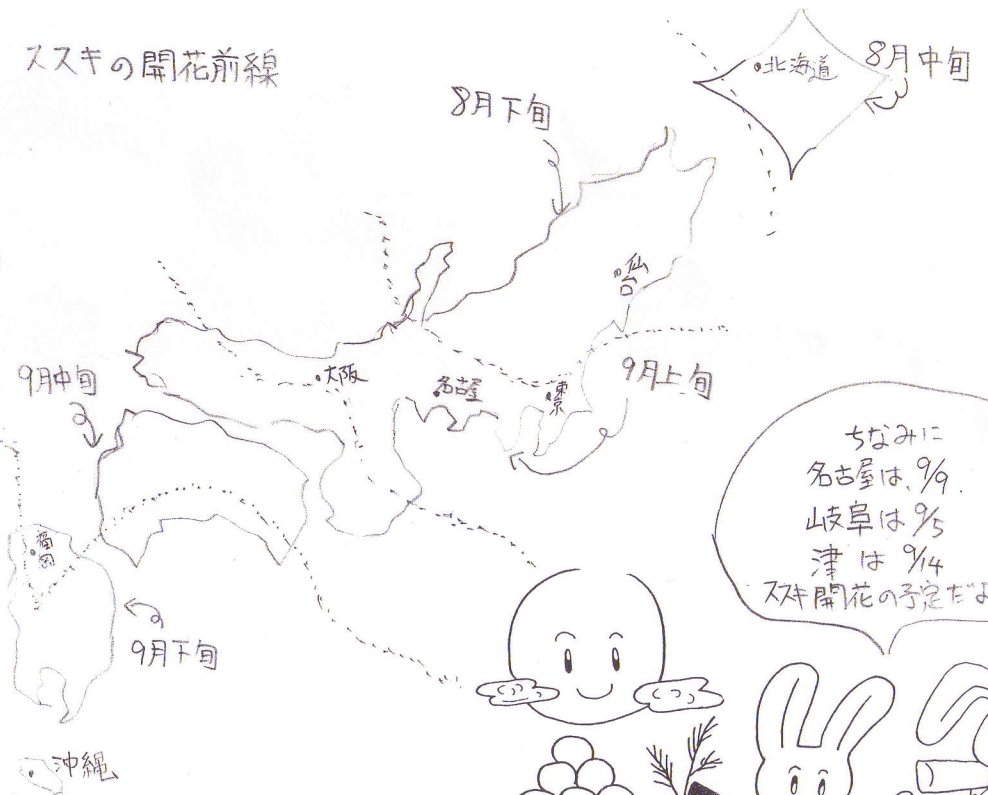 ススキの開花前線
8月下旬
北海道
8月中旬
仙台
9月中旬
大阪
名古屋
東京
9月上旬
福岡
9月下旬
沖縄
ちなみに
名古屋は、9/9.
岐阜は9/5
津は9/14
ススキ開花の予定だよ